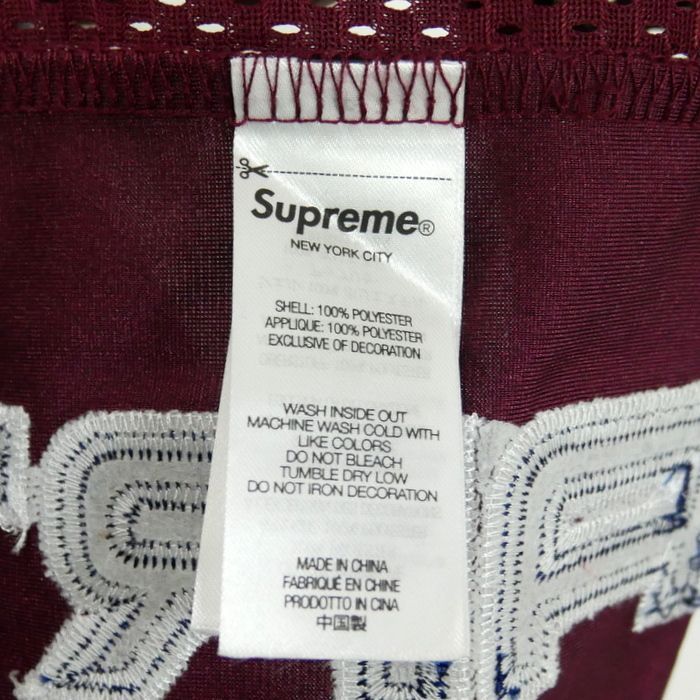 Supreme®
NEW YORK CITY
SHELL: 100% POLYESTER
APPLIQUE: 100% POLYESTER
EXCLUSIVE OF DECORATION
WASH INSIDE OUT
MACHINE WASH COLD WITH
LIKE COLORS
DO NOT BLEACH
TUMBLE DRY LOW
DO NOT IRON DECORATION
MADE IN CHINA
FABRIQUÉ EN CHINE
PRODOTTO IN CINA
中国製